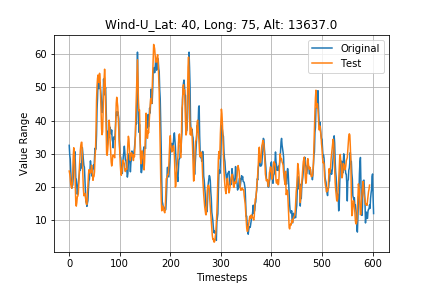 Wind-U_Lat: 40, Long: 75, Alt: 13637.0
Original
Test
Value Range
60
50
40
30
20
10
0 100 200 300 400 500 600
Timesteps